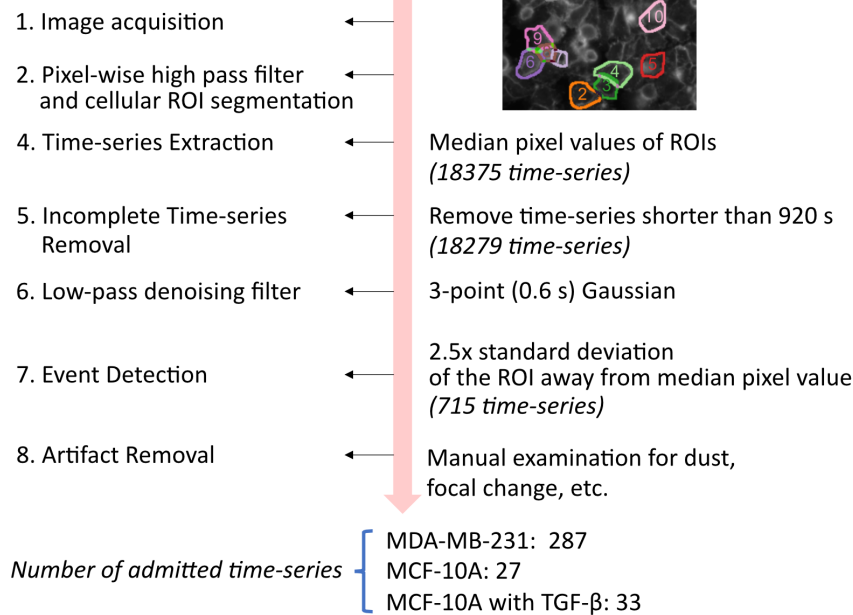 1. Image acquisition
10
9
1
7
6
5
4
3
2
2. Pixel-wise high pass filter
and cellular ROI segmentation
4. Time-series Extraction
Median pixel values of ROIs
(18375 time-series)
5. Incomplete Time-series
Removal
Remove time-series shorter than 920 s
(18279 time-series)
6. Low-pass denoising filter
3-point (0.6 s) Gaussian
7. Event Detection
2.5x standard deviation
of the ROI away from median pixel value
(715 time-series)
8. Artifact Removal
Manual examination for dust,
focal change, etc.
Number of admitted time-series
MDA-MB-231: 287
MCF-10A: 27
MCF-10A with TGF-β: 33